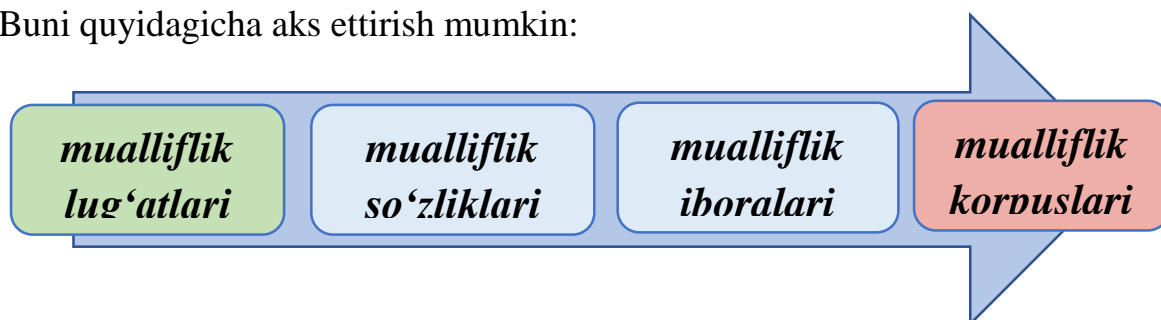 Buni quyidagicha aks ettirish mumkin:
mualliflik
lug‘atlari
mualliflik
so‘zliklari
mualliflik
iboralari
mualliflik
korpuslari